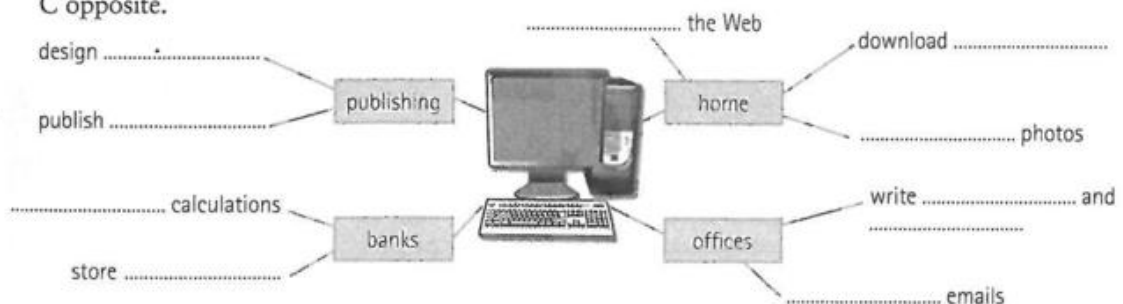 C opposite.
.............................. the Web
design ..............................
download ..............................
publishing
home
publish ..............................
.............................. photos
.............................. calculations
write .............................. and
..............................
banks
offices
store ..............................
.............................. emails